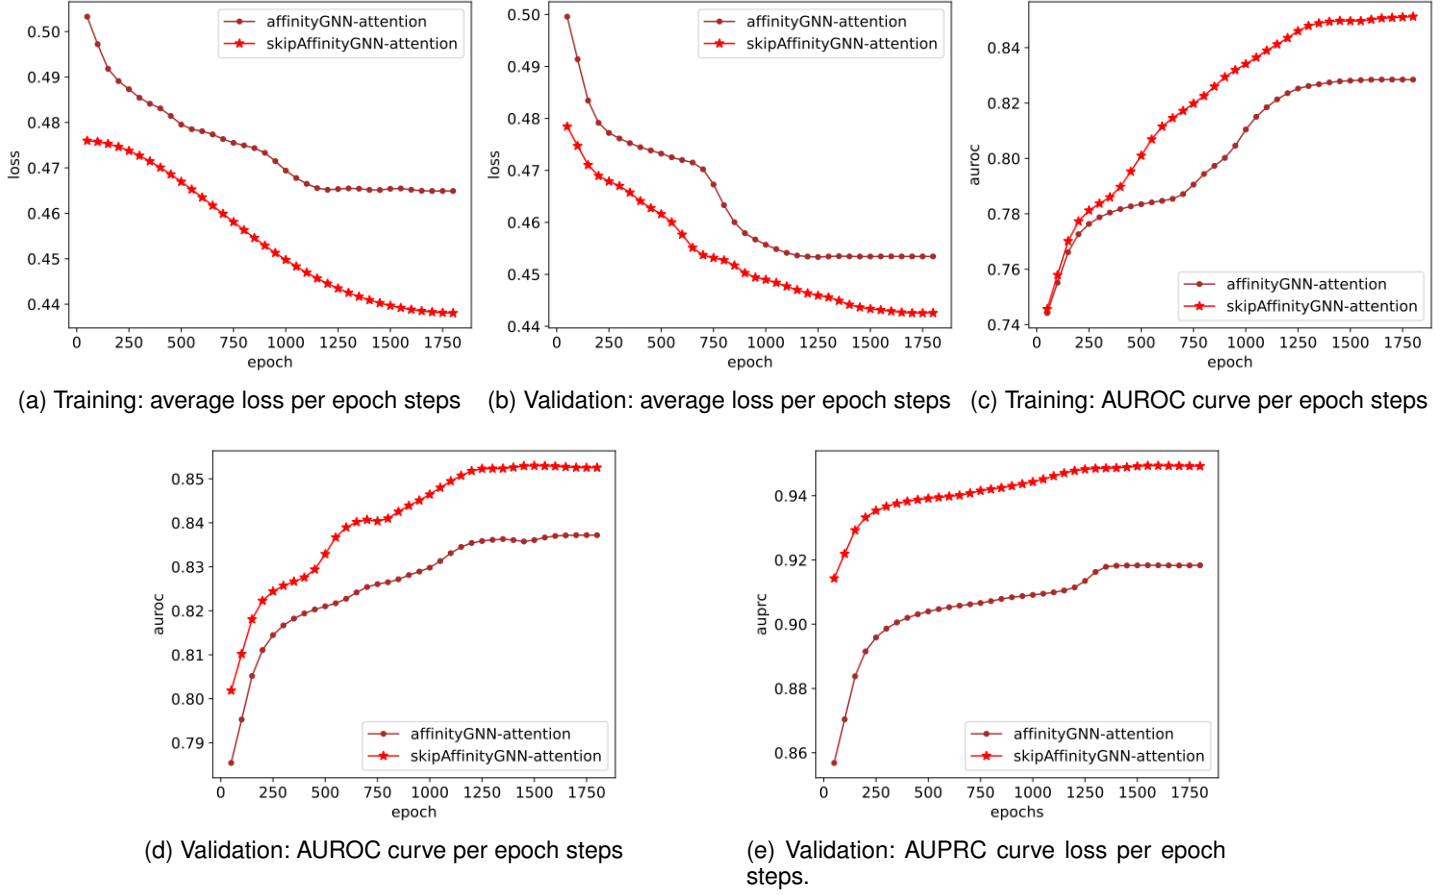 loss
0.50
0.49
0.48
0.47
0.46
0.45
0.44
affinityGNN-attention
skipAffinityGNN-attention
0 250 500 750 1000 1250 1500 1750
epoch
(a) Training: average loss per epoch steps
loss
0.50
0.49
0.48
0.47
0.46
0.45
0.44
affinityGNN-attention
skipAffinityGNN-attention
0 250 500 750 1000 1250 1500 1750
epoch
(b) Validation: average loss per epoch steps
auroc
0.84
0.82
0.80
0.78
0.76
0.74
affinityGNN-attention
skipAffinityGNN-attention
0 250 500 750 1000 1250 1500 1750
epoch
(c) Training: AUROC curve per epoch steps
auroc
0.85
0.84
0.83
0.82
0.81
0.80
0.79
affinityGNN-attention
skipAffinityGNN-attention
0 250 500 750 1000 1250 1500 1750
epoch
(d) Validation: AUROC curve per epoch steps
auprc
0.94
0.92
0.90
0.88
0.86
affinityGNN-attention
skipAffinityGNN-attention
0 250 500 750 1000 1250 1500 1750
epochs
(e) Validation: AUPRC curve loss per epoch
steps.